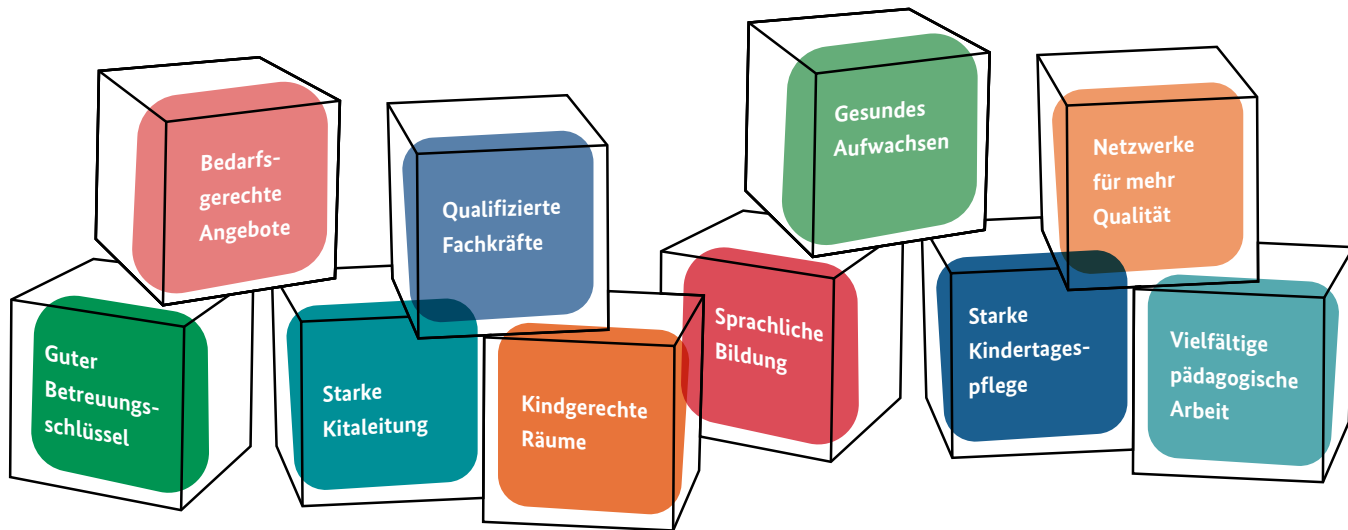 Bedarfs-
gerechte
Angebote
Qualifizierte
Fachkräfte
Gesundes
Aufwachsen
Netzwerke
für mehr
Qualität
Guter
Betreuungs-
schlüssel
Starke
Kitaleitung
Kindgerechte
Räume
Sprachliche
Bildung
Starke
Kindertages-
pflege
Vielfältige
pädagogische
Arbeit